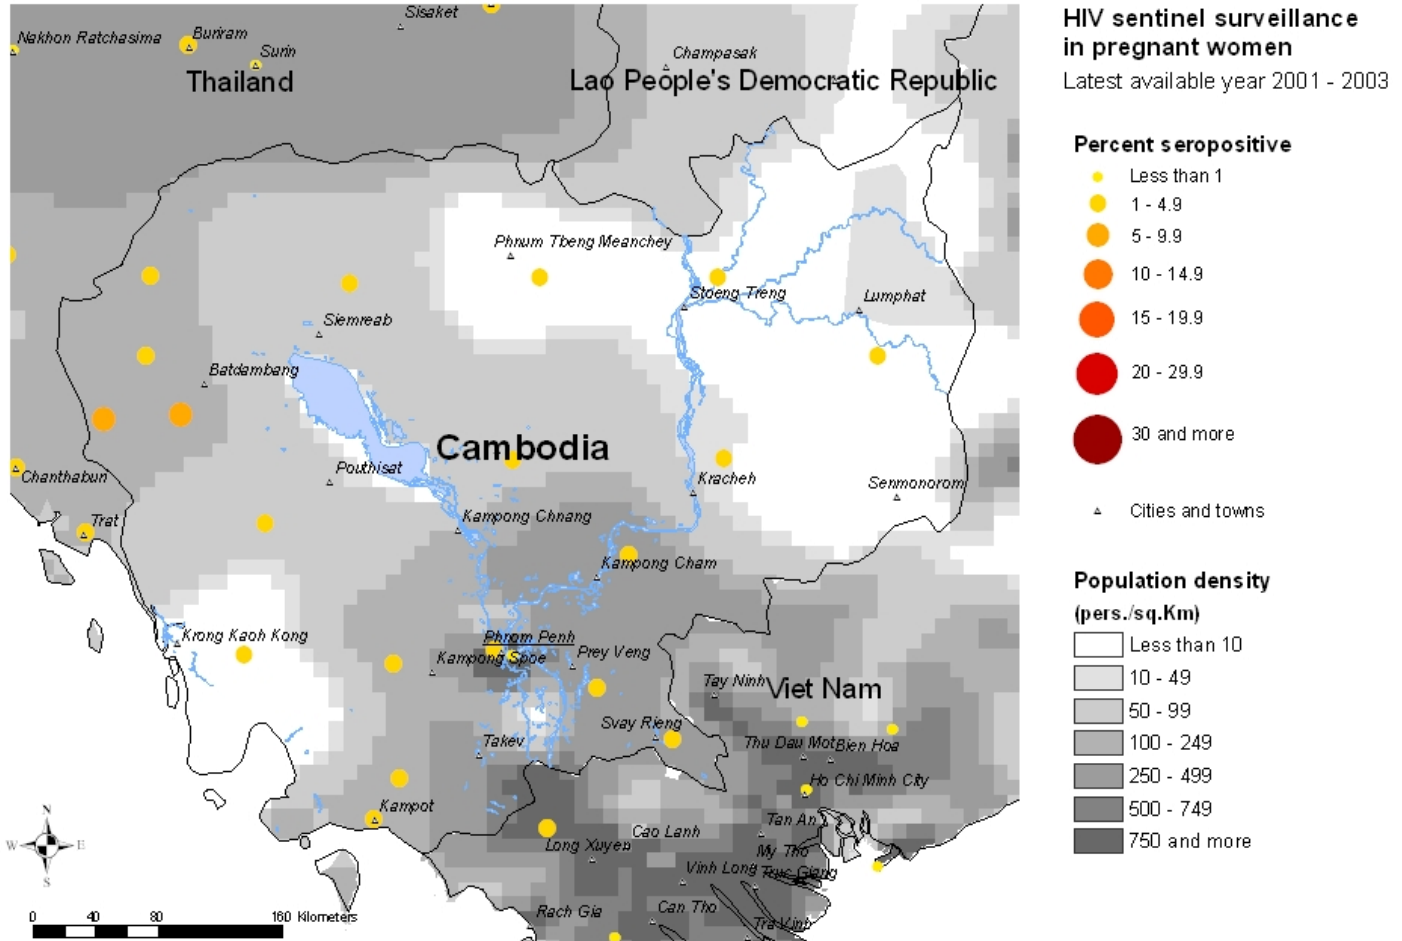 HIV sentinel surveillance
in pregnant women
Latest available year 2001 - 2003
Percent seropositive
Less than 1
1 - 4.9
5 - 9.9
10 - 14.9
15 - 19.9
20 - 29.9
30 and more
Cities and towns
Population density
(pers./sq.Km)
Less than 10
10 - 49
50 - 99
100 - 249
250 - 499
500 - 749
750 and more
Sisaket
Nakhon Ratchasima
Buriram
Surin
Champasak
Thailand
Lao People's Democratic Republic
Phnum Tbeng Meanchey
Stoeng Treng
Lumphat
Siemreab
Batdambang
Cambodia
Pouthisat
Kracheh
Senmonorom
Chanthabun
Trat
Kampong Chnang
Kampong Cham
Krong Kaoh Kong
Phnom Penh
Kampong Spoe
Prey Veng
Tay Ninh
Viet Nam
Svay Rieng
Takev
Thu Dau Mot
Bien Hoa
Ho Chi Minh City
Kampot
Tan An
Cao Lanh
Long Xuyen
My Tho
Vinh Long
Truc Giang
Rach Gia
Can Tho
Tra Vinh
N
W
E
S
0 40 80 160 Kilometers